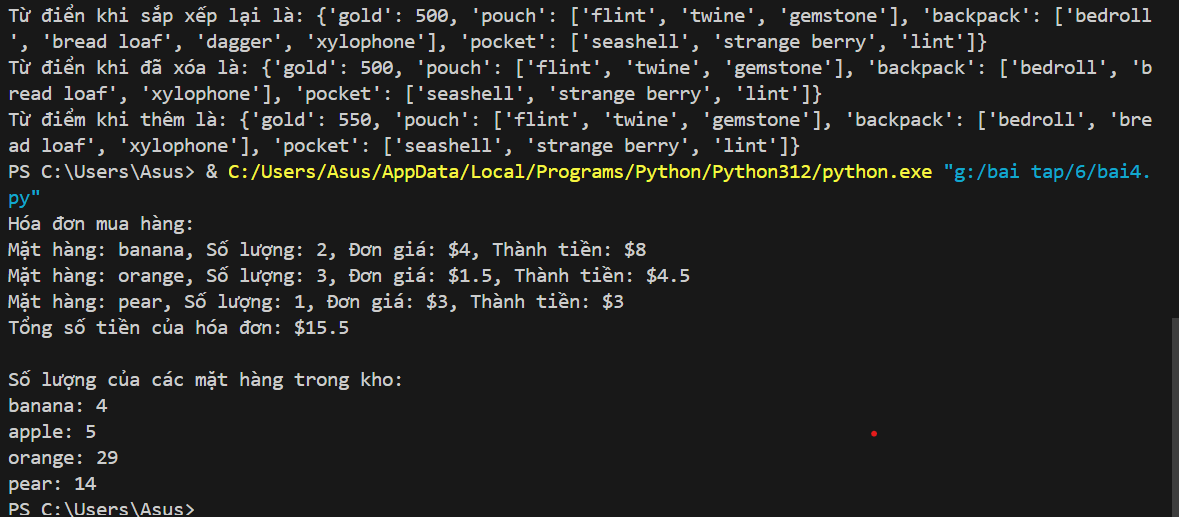 Từ điển khi sắp xếp lại là: {'gold': 500, 'pouch': ['flint', 'twine', 'gemstone'], 'backpack': ['bedroll
', 'bread loaf', 'dagger', 'xylophone'], 'pocket': ['seashell', 'strange berry', 'lint']}
Từ điển khi đã xóa là: {'gold': 500, 'pouch': ['flint', 'twine', 'gemstone'], 'backpack': ['bedroll', 'b
read loaf', 'xylophone'], 'pocket': ['seashell', 'strange berry', 'lint']}
Từ điểm khi thêm là: {'gold': 550, 'pouch': ['flint', 'twine', 'gemstone'], 'backpack': ['bedroll', 'bre
ad loaf', 'xylophone'], 'pocket': ['seashell', 'strange berry', 'lint']}
PS C:\Users\Asus> & C:/Users/Asus/AppData/Local/Programs/Python/Python312/python.exe "g:/bai tap/6/bai4.
py"
Hóa đơn mua hàng:
Mặt hàng: banana, Số lượng: 2, Đơn giá: $4, Thành tiền: $8
Mặt hàng: orange, Số lượng: 3, Đơn giá: $1.5, Thành tiền: $4.5
Mặt hàng: pear, Số lượng: 1, Đơn giá: $3, Thành tiền: $3
Tổng số tiền của hóa đơn: $15.5
Số lượng của các mặt hàng trong kho:
banana: 4
apple: 5
orange: 29
pear: 14
PS C:\Users\Asus>